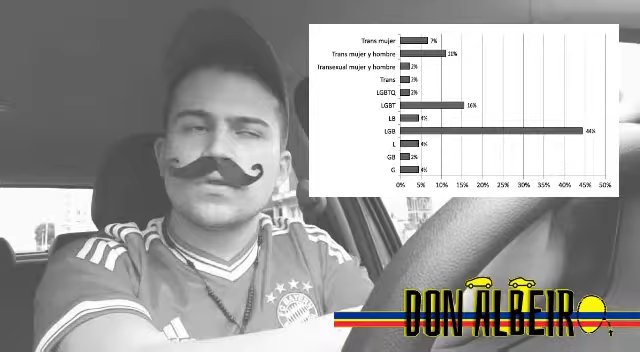 Trans mujer 7%
Trans mujer y hombre 11%
Transexual mujer y hombre 2%
Trans 2%
LGBTQ 2%
LGBT 16%
LB 4%
LGB 44%
L 4%
GB 2%
G 4%
0% 5% 10% 15% 20% 25% 30% 35% 40% 45% 50%
DON ALBEIRO